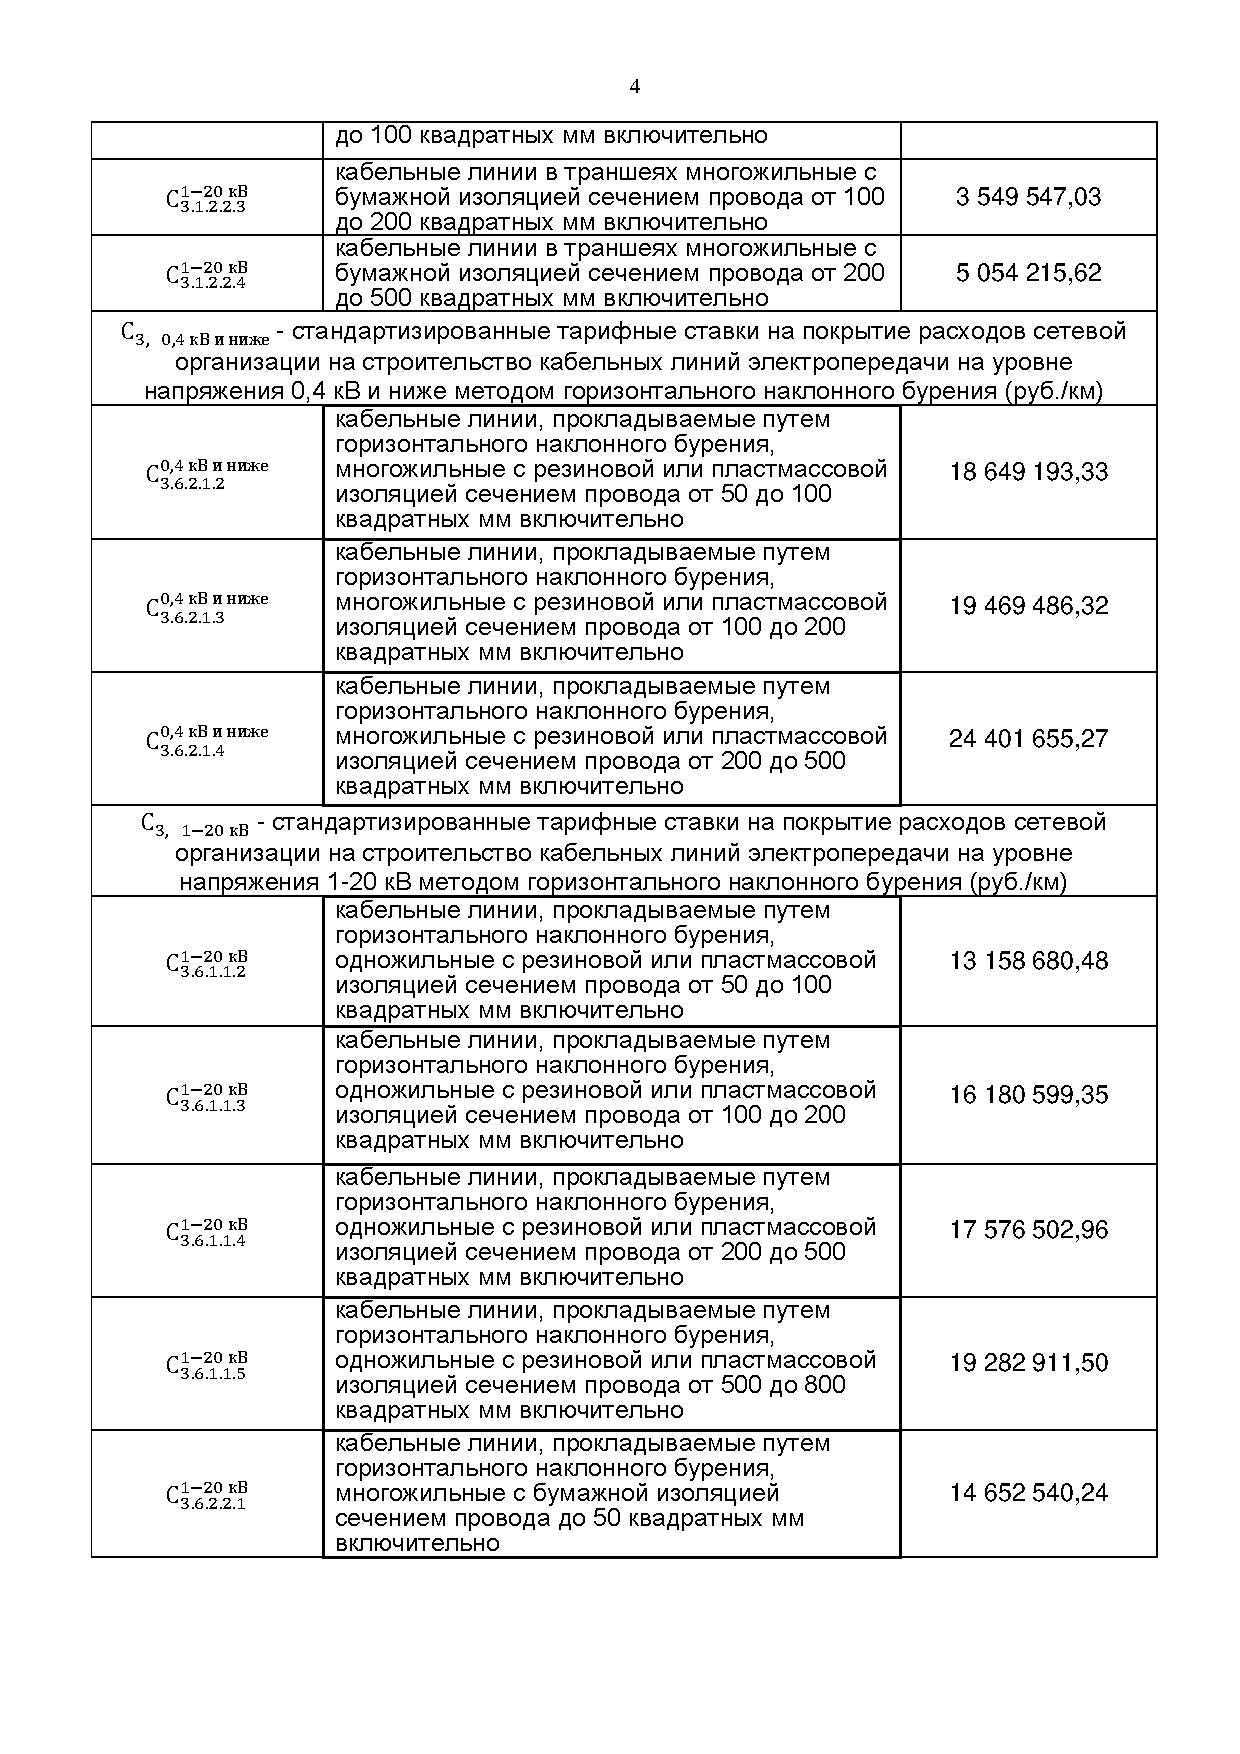 4
до 100 квадратных мм включительно
кабельные линии в траншеях многожильные с
С 1−20 кВ 3.1.2.2.3 бумажной изоляцией сечением провода от 100 3 549 547,03
до 200 квадратных мм включительно
кабельные линии в траншеях многожильные с
С 1−20 кВ 3.1.2.2.4 бумажной изоляцией сечением провода от 200 5 054 215,62
до 500 квадратных мм включительно
С3, 0,4 кВ и ниже - стандартизированные тарифные ставки на покрытие расходов сетевой
организации на строительство кабельных линий электропередачи на уровне
напряжения 0,4 кВ и ниже методом горизонтального наклонного бурения (руб./км)
кабельные линии, прокладываемые путем
горизонтального наклонного бурения,
С 0,4 кВ и ниже 3.6.2.1.2 многожильные с резиновой или пластмассовой 18 649 193,33
изоляцией сечением провода от 50 до 100
квадратных мм включительно
кабельные линии, прокладываемые путем
горизонтального наклонного бурения,
С 0,4 кВ и ниже 3.6.2.1.3 многожильные с резиновой или пластмассовой 19 469 486,32
изоляцией сечением провода от 100 до 200
квадратных мм включительно
кабельные линии, прокладываемые путем
горизонтального наклонного бурения,
С 0,4 кВ и ниже 3.6.2.1.4 многожильные с резиновой или пластмассовой 24 401 655,27
изоляцией сечением провода от 200 до 500
квадратных мм включительно
С3, 1−20 кВ - стандартизированные тарифные ставки на покрытие расходов сетевой
организации на строительство кабельных линий электропередачи на уровне
напряжения 1-20 кВ методом горизонтального наклонного бурения (руб./км)
кабельные линии, прокладываемые путем
горизонтального наклонного бурения,
С 1−20 кВ 3.6.1.1.2 одножильные с резиновой или пластмассовой 13 158 680,48
изоляцией сечением провода от 50 до 100
квадратных мм включительно
кабельные линии, прокладываемые путем
горизонтального наклонного бурения,
С 1−20 кВ 3.6.1.1.3 одножильные с резиновой или пластмассовой 16 180 599,35
изоляцией сечением провода от 100 до 200
квадратных мм включительно
кабельные линии, прокладываемые путем
горизонтального наклонного бурения,
С 1−20 кВ 3.6.1.1.4 одножильные с резиновой или пластмассовой 17 576 502,96
изоляцией сечением провода от 200 до 500
квадратных мм включительно
кабельные линии, прокладываемые путем
горизонтального наклонного бурения,
С 1−20 кВ 3.6.1.1.5 одножильные с резиновой или пластмассовой 19 282 911,50
изоляцией сечением провода от 500 до 800
квадратных мм включительно
кабельные линии, прокладываемые путем
горизонтального наклонного бурения,
С 1−20 кВ 3.6.2.2.1 многожильные с бумажной изоляцией 14 652 540,24
сечением провода до 50 квадратных мм
включительно